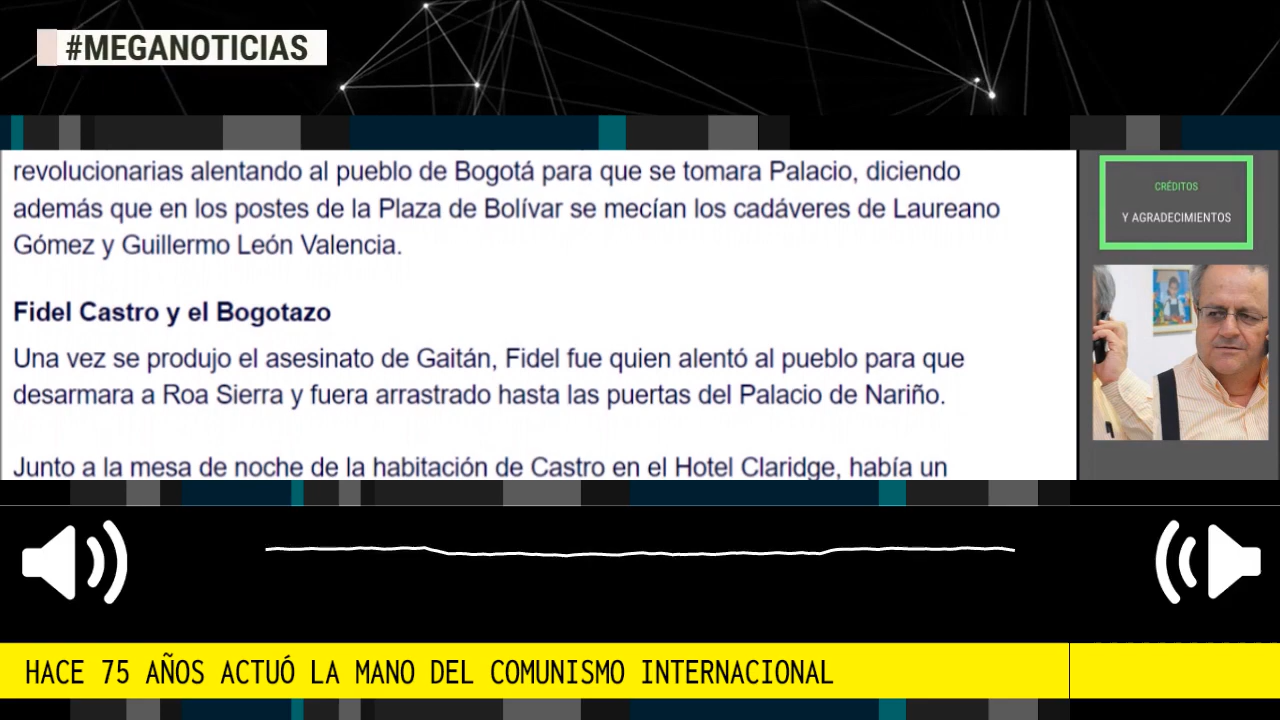 #MEGANOTICIAS
revolucionarias alentando al pueblo de Bogotá para que se tomara Palacio, diciendo
además que en los postes de la Plaza de Bolívar se mecían los cadáveres de Laureano
Gómez y Guillermo León Valencia.
Fidel Castro y el Bogotazo
Una vez se produjo el asesinato de Gaitán, Fidel fue quien alentó al pueblo para que
desarmara a Roa Sierra y fuera arrastrado hasta las puertas del Palacio de Nariño.
Junto a la mesa de noche de la habitación de Castro en el Hotel Claridge, había un
CRÉDITOS
Y AGRADECIMIENTOS
HACE 75 AÑOS ACTUÓ LA MANO DEL COMUNISMO INTERNACIONAL